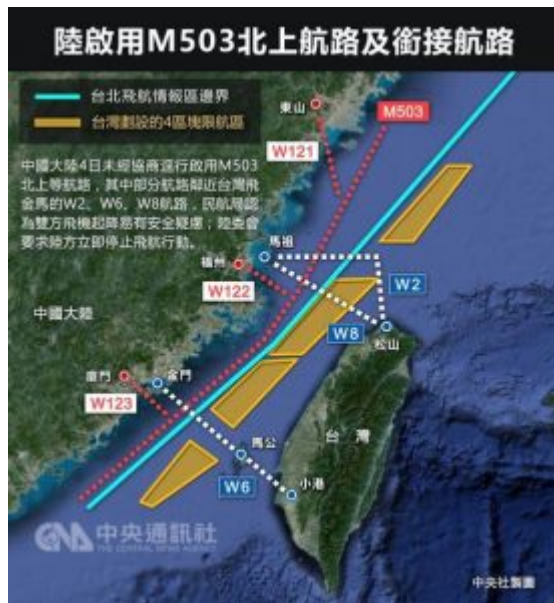 陸啟用M503北上航路及銜接航路
台北飛航情報區邊界
台灣劃設的4區塊限航區
中國大陸4日未經協商逕行啟用M503
北上等航路,其中部分航路鄰近台灣飛
金馬的W2、W6、W8航路,民航局認
為雙方飛機起降易有安全疑慮;陸委會
要求陸方立即停止飛航行動。
東山
M503
W121
馬祖
福州
W122
W2
中國大陸
W8
松山
廈門
金門
W123
台灣
馬公
W6
小港
CNA 中央通訊社
THE CENTRAL NEWS AGENCY
中央社製圖